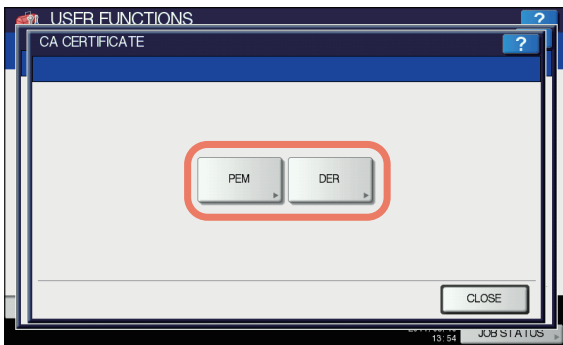 USER FUNCTIONS
?
CA CERTIFICATE
?
PEM
DER
CLOSE
13:54
JOB STATUS